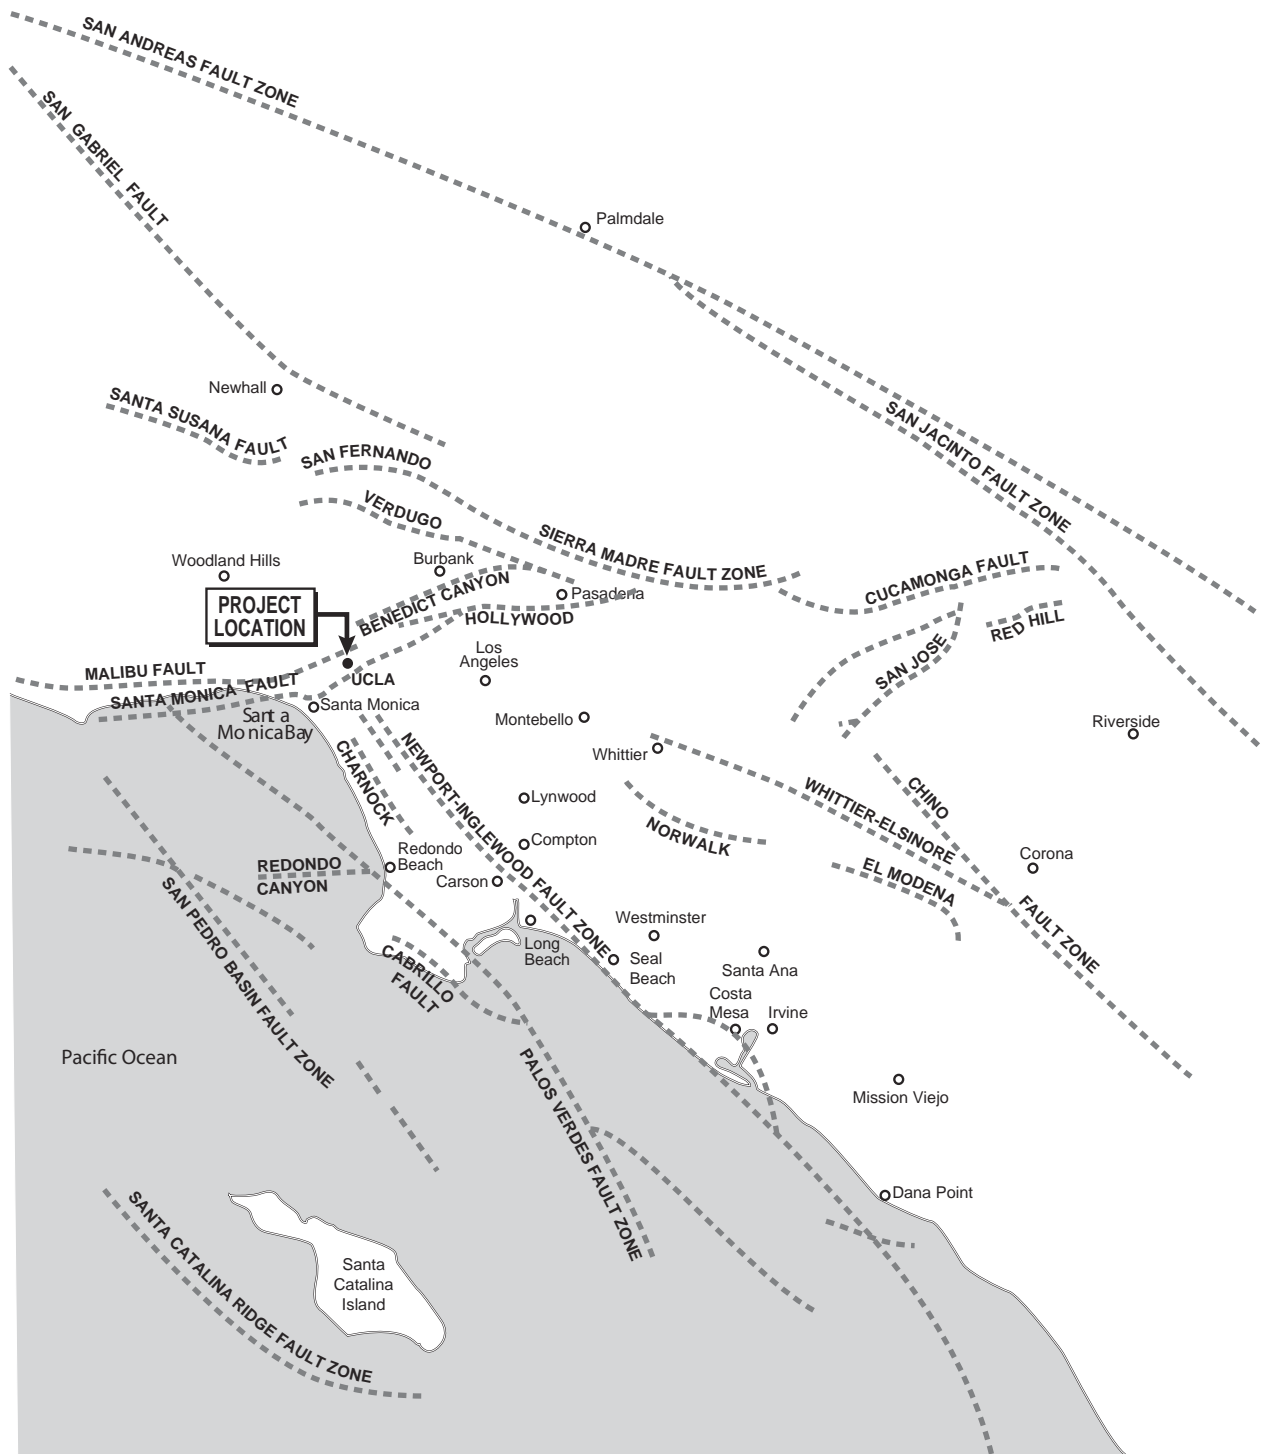 SAN ANDREAS FAULT ZONE
SAN GABRIEL FAULT
Palmdale
Newhall
SANTA SUSANA FAULT
SAN FERNANDO
SAN JACINTO FAULT ZONE
VERDUGO
SIERRA MADRE FAULT ZONE
Woodland Hills
Burbank
CUCAMONGA FAULT
PROJECT
LOCATION
BENEDICT CANYON
Pasadena
HOLLYWOOD
RED HILL
SAN JOSE
Los
Angeles
MALIBU FAULT
UCLA
SANTA MONICA FAULT
Santa Monica
Santa
Monica Bay
Montebello
Riverside
Whittier
CHARNOCK
NEWPORT-INGLEWOOD FAULT ZONE
Lynwood
WHITTIER-ELSINORE
FAULT ZONE
CHINO
NORWALK
Compton
Redondo
Beach
REDONDO
CANYON
Carson
EL MODENA
Corona
SAN PEDRO BASIN FAULT ZONE
Westminster
Long
Beach
Seal
Beach
CABRILLO
FAULT
Santa Ana
Costa
Mesa
Irvine
Pacific Ocean
PALOS VERDES FAULT ZONE
Mission Viejo
Dana Point
SANTA CATALINA RIDGE FAULT ZONE
Santa
Catalina
Island